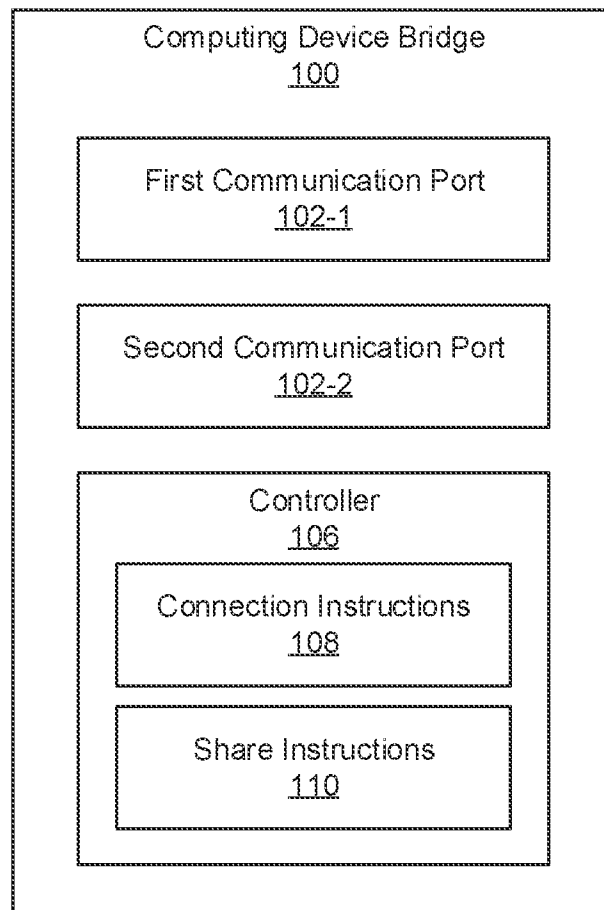 Computing Device Bridge
100
First Communication Port
102-1
Second Communication Port
102-2
Controller
106
Connection Instructions
108
Share Instructions
110